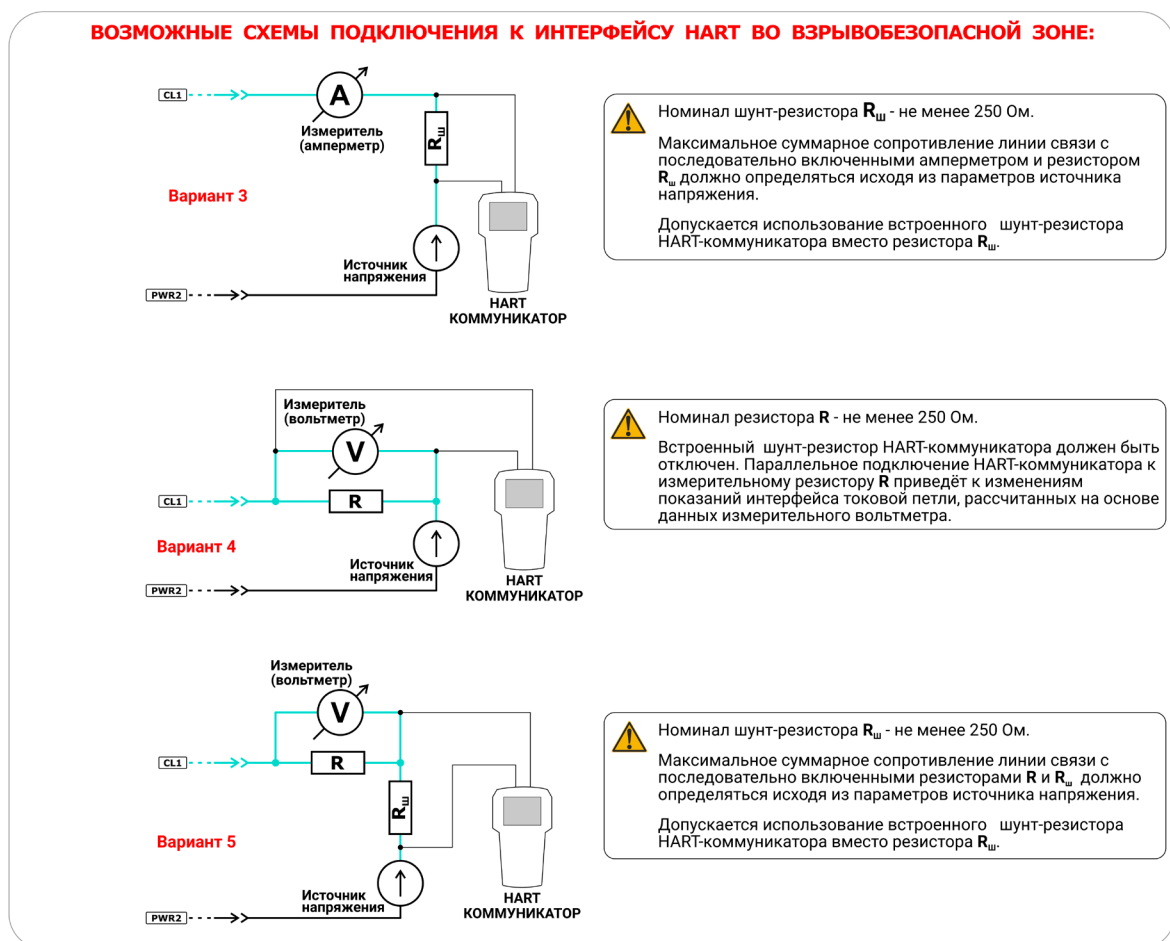 ВОЗМОЖНЫЕ СХЕМЫ ПОДКЛЮЧЕНИЯ К ИНТЕРФЕЙСУ HART ВО ВЗРЫВОБЕЗОПАСНОЙ ЗОНЕ:
CL1
A
Измеритель
(амперметр)
Rш
Вариант 3
Источник
напряжения
PWR2
HART
КОММУНИКАТОР
Номинал шунт-резистора Rш - не менее 250 Ом.
Максимальное суммарное сопротивление линии связи с
последовательно включенными амперметром и резистором
Rш должно определяться исходя из параметров источника
напряжения.
Допускается использование встроенного шунт-резистора
HART-коммуникатора вместо резистора Rш.
Измеритель
(вольтметр)
V
CL1
R
Вариант 4
Источник
напряжения
PWR2
HART
КОММУНИКАТОР
Номинал резистора R - не менее 250 Ом.
Встроенный шунт-резистор HART-коммуникатора должен быть
отключен. Параллельное подключение HART-коммуникатора к
измерительному резистору R приведёт к изменениям
показаний интерфейса токовой петли, рассчитанных на основе
данных измерительного вольтметра.
Измеритель
(вольтметр)
V
CL1
R
Rш
Вариант 5
Источник
напряжения
PWR2
HART
КОММУНИКАТОР
Номинал шунт-резистора Rш - не менее 250 Ом.
Максимальное суммарное сопротивление линии связи с
последовательно включенными резисторами R и Rш должно
определяться исходя из параметров источника напряжения.
Допускается использование встроенного шунт-резистора
HART-коммуникатора вместо резистора Rш.